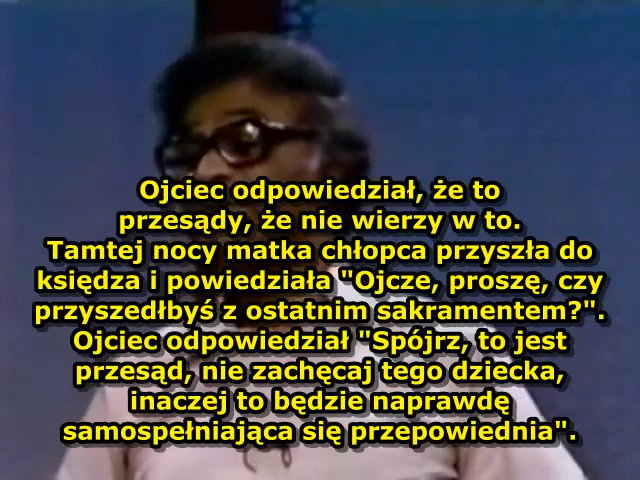 Ojciec odpowiedział, że to
przesądy, że nie wierzy w to.
Tamtej nocy matka chłopca przyszła do
księdza i powiedziała "Ojcze, proszę, czy
przyszedłbyś z ostatnim sakramentem?".
Ojciec odpowiedział "Spójrz, to jest
przesąd, nie zachęcaj tego dziecka,
inaczej to będzie naprawdę
samospełniająca się przepowiednia".